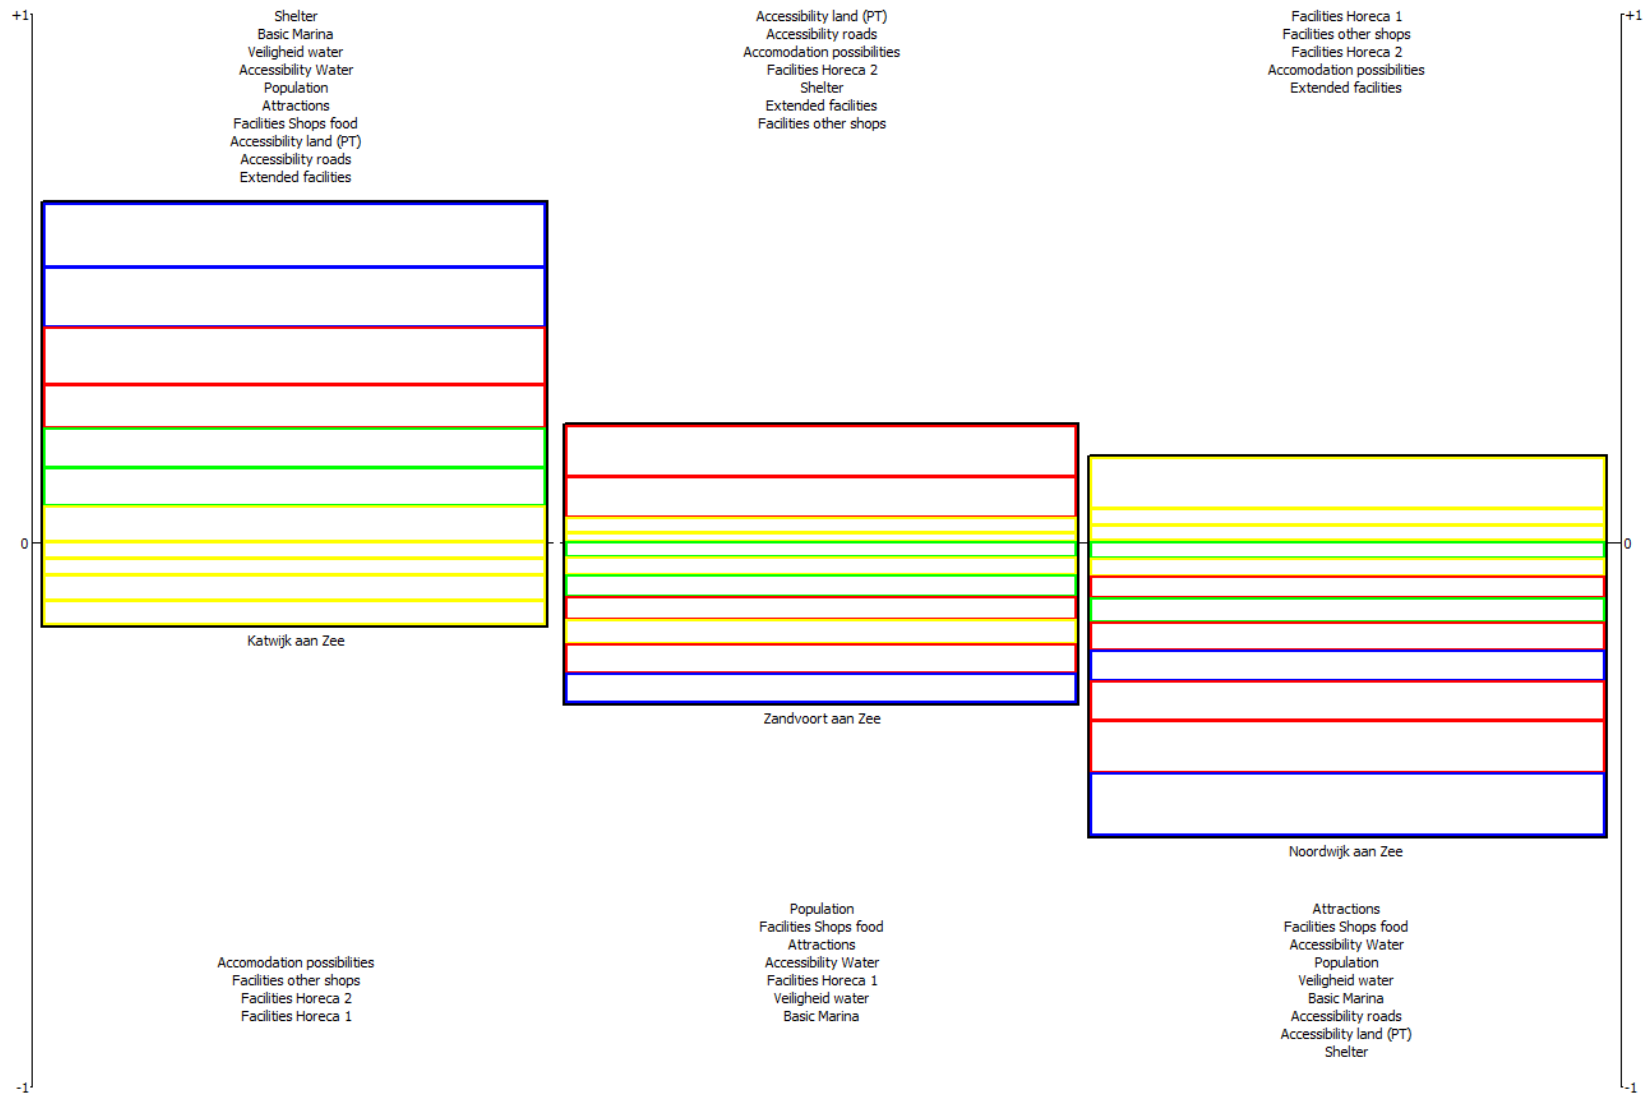 +1
Shelter
Basic Marina
Veiligheid water
Accessibility Water
Population
Attractions
Facilities Shops food
Accessibility land (PT)
Accessibility roads
Extended facilities
Accessibility land (PT)
Accessibility roads
Accomodation possibilities
Facilities Horeca 2
Shelter
Extended facilities
Facilities other shops
Facilities Horeca 1
Facilities other shops
Facilities Horeca 2
Accomodation possibilities
Extended facilities
+1
0
0
Katwijk aan Zee
Zandvoort aan Zee
Noordwijk aan Zee
Accomodation possibilities
Facilities other shops
Facilities Horeca 2
Facilities Horeca 1
Population
Facilities Shops food
Attractions
Accessibility Water
Facilities Horeca 1
Veiligheid water
Basic Marina
Attractions
Facilities Shops food
Accessibility Water
Population
Veiligheid water
Basic Marina
Accessibility roads
Accessibility land (PT)
Shelter
-1
-1